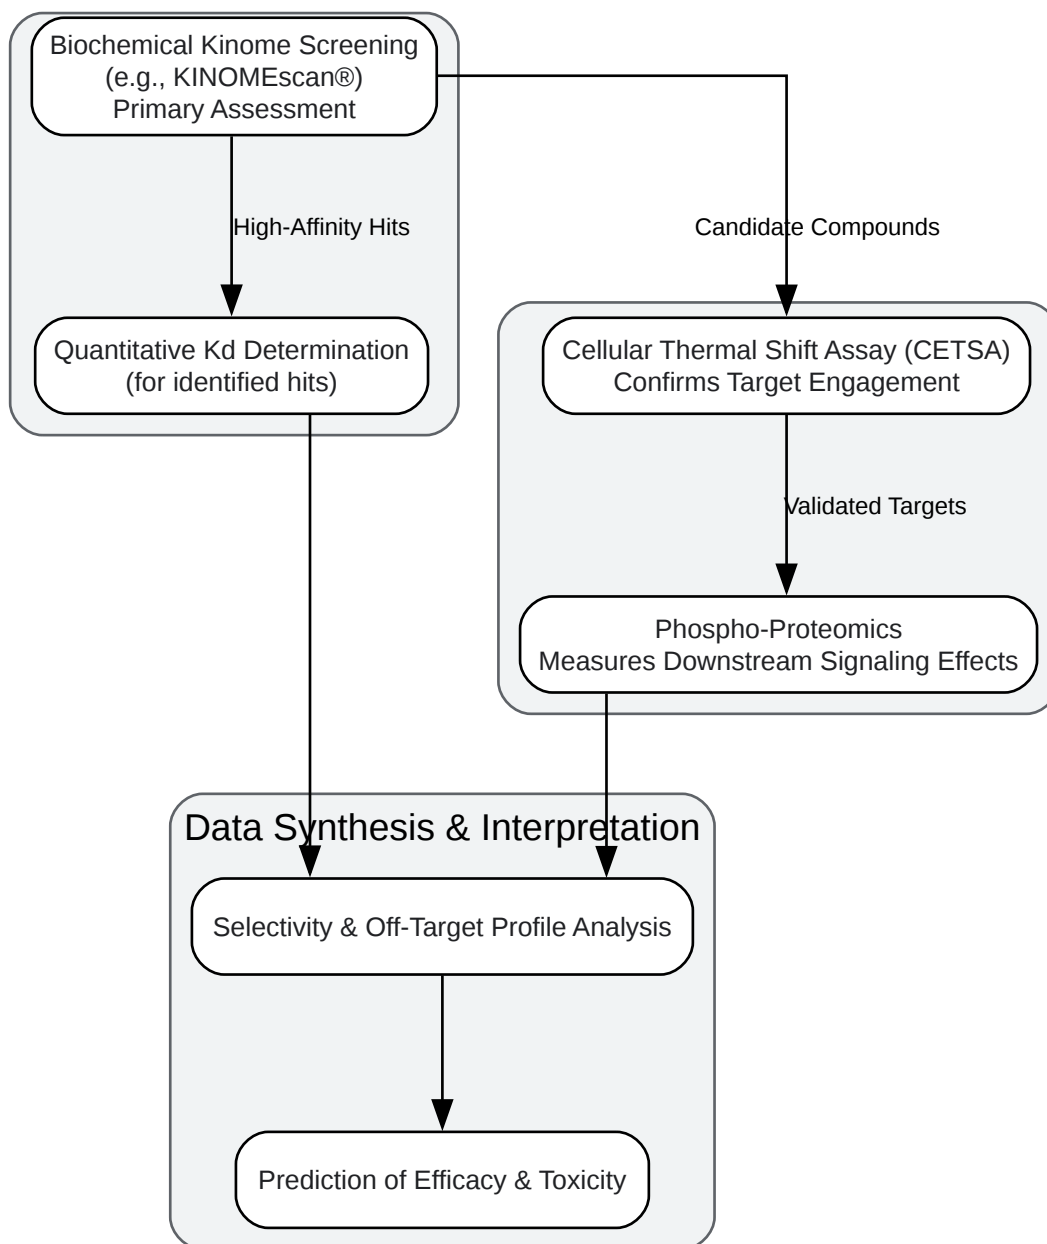 Biochemical Kinome Screening
(e.g., KINOMEscan®)
Primary Assessment
High-Affinity Hits
Candidate Compounds
Quantitative Kd Determination
(for identified hits)
Cellular Thermal Shift Assay (CETSA)
Confirms Target Engagement
Validated Targets
Phospho-Proteomics
Measures Downstream Signaling Effects
Data Synthesis & Interpretation
Selectivity & Off-Target Profile Analysis
Prediction of Efficacy & Toxicity